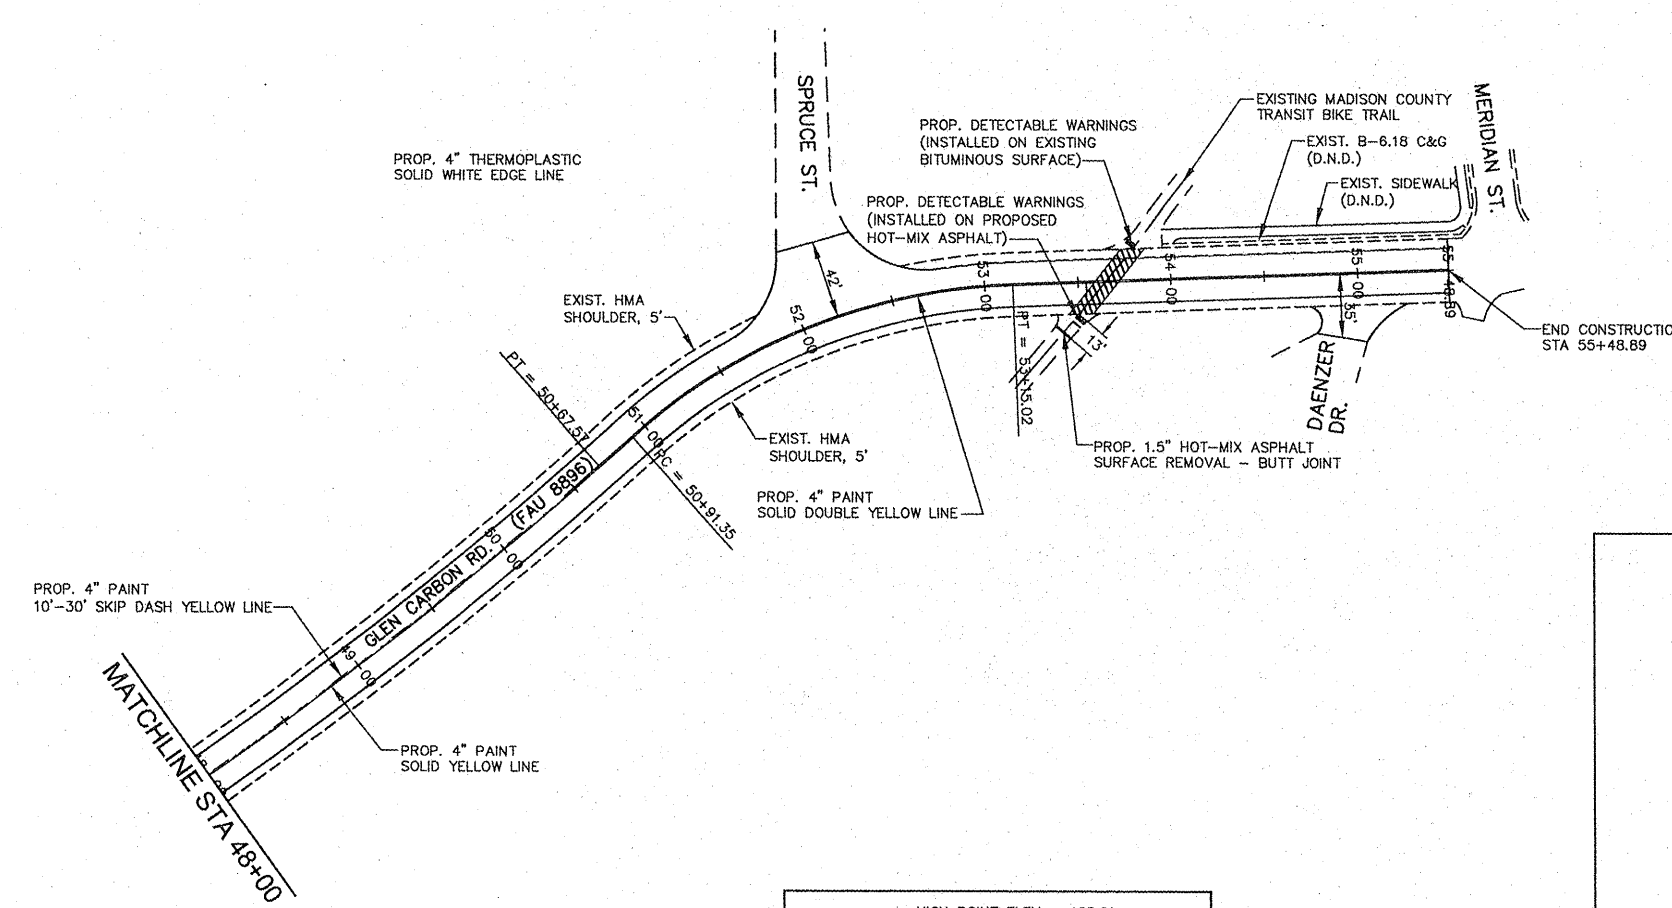 SPRUCE ST.
MERIDIAN ST.
EXISTING MADISON COUNTY
TRANSIT BIKE TRAIL
PROP. DETECTABLE WARNINGS
(INSTALLED ON EXISTING
BITUMINOUS SURFACE)
EXIST. B-6.18 C&G
(D.N.D.)
PROP. 4" THERMOPLASTIC
SOLID WHITE EDGE LINE
EXIST. SIDEWALK
(D.N.D.)
PROP. DETECTABLE WARNINGS
(INSTALLED ON PROPOSED
HOT-MIX ASPHALT)
42'
53+00
54+00
55+00
55+48.89
35'
EXIST. HMA
SHOULDER, 5'
52+00
13'
END CONSTRUCTIO
STA 55+48.89
PT = 53+15.02
DAENZER
DR.
PT = 50+67.57
51+00
PRC = 50+91.35
EXIST. HMA
SHOULDER, 5'
PROP. 1.5" HOT-MIX ASPHALT
SURFACE REMOVAL - BUTT JOINT
PROP. 4" PAINT
SOLID DOUBLE YELLOW LINE
GLEN CARBON RD. (FAU 8896)
50+00
PROP. 4" PAINT
10'-30' SKIP DASH YELLOW LINE
49+00
PROP. 4" PAINT
SOLID YELLOW LINE
MATCHLINE STA 48+00